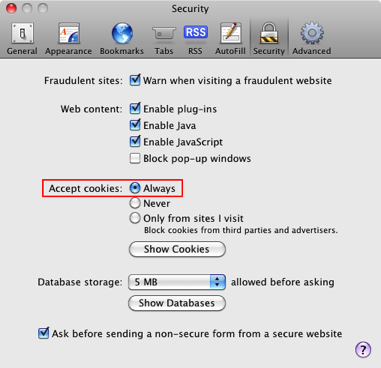 Security
General Appearance Bookmarks Tabs RSS AutoFill Security Advanced
RSS
Fraudulent sites: Warn when visiting a fraudulent website
Web content: Enable plug-ins
Enable Java
Enable JavaScript
Block pop-up windows
Accept cookies: Always
Never
Only from sites I visit
Block cookies from third parties and advertisers.
Show Cookies
Database storage: 5 MB allowed before asking
Show Databases
Ask before sending a non-secure form from a secure website
?